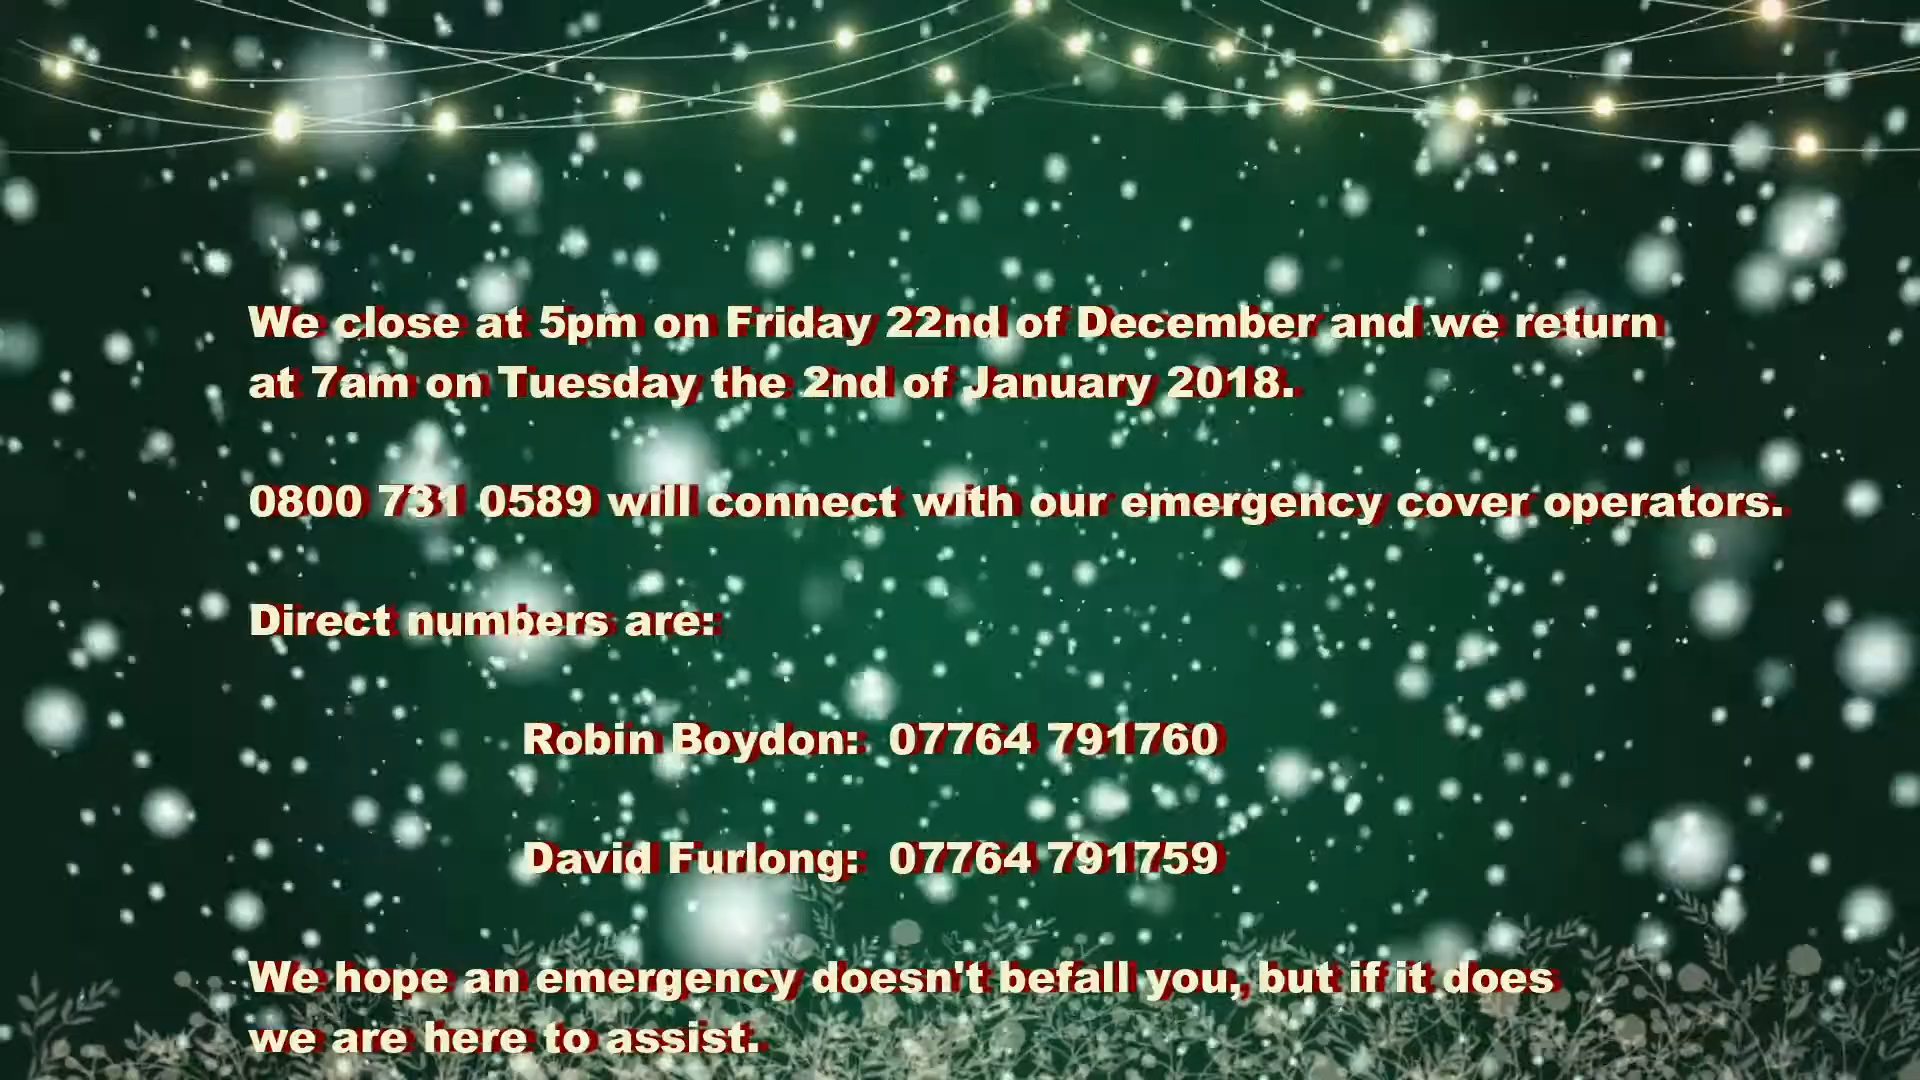 We close at 5pm on Friday 22nd of December and we return
at 7am on Tuesday the 2nd of January 2018.
0800 731 0589 will connect with our emergency cover operators.
Direct numbers are:
Robin Boydon: 07764 791760
David Furlong: 07764 791759
We hope an emergency doesn't befall you, but if it does
we are here to assist.